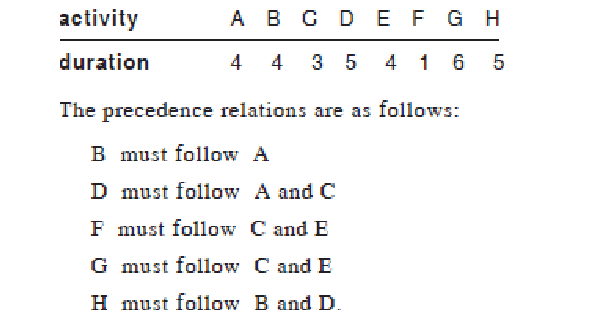 activity A B C D E F G H
duration 4 4 3 5 4 1 6 5
The precedence relations are as follows:
B must follow A
D must follow A and C
F must follow C and E
G must follow C and E
H must follow B and D.